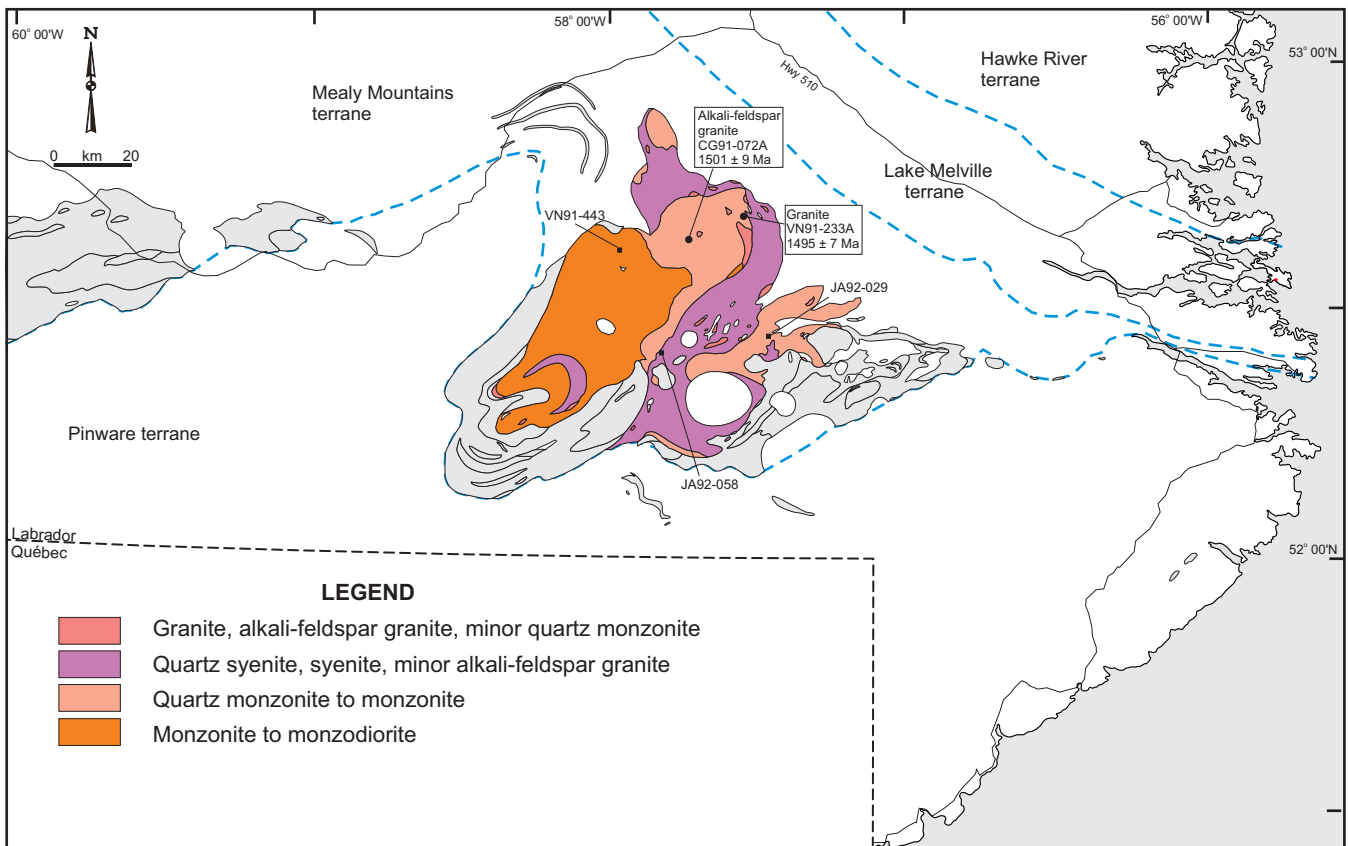 60° 00'W
58° 00'W
56° 00'W
N
53° 00'N
Hawke River
terrane
Hwy 510
Mealy Mountains
terrane
Alkali-feldspar
granite
CG91-072A
1501 ± 9 Ma
0 km 20
Lake Melville
terrane
VN91-443
Granite
VN91-233A
1495 ± 7 Ma
JA92-029
Pinware terrane
JA92-058
Labrador
Québec
52° 00'N
LEGEND
Granite, alkali-feldspar granite, minor quartz monzonite
Quartz syenite, syenite, minor alkali-feldspar granite
Quartz monzonite to monzonite
Monzonite to monzodiorite